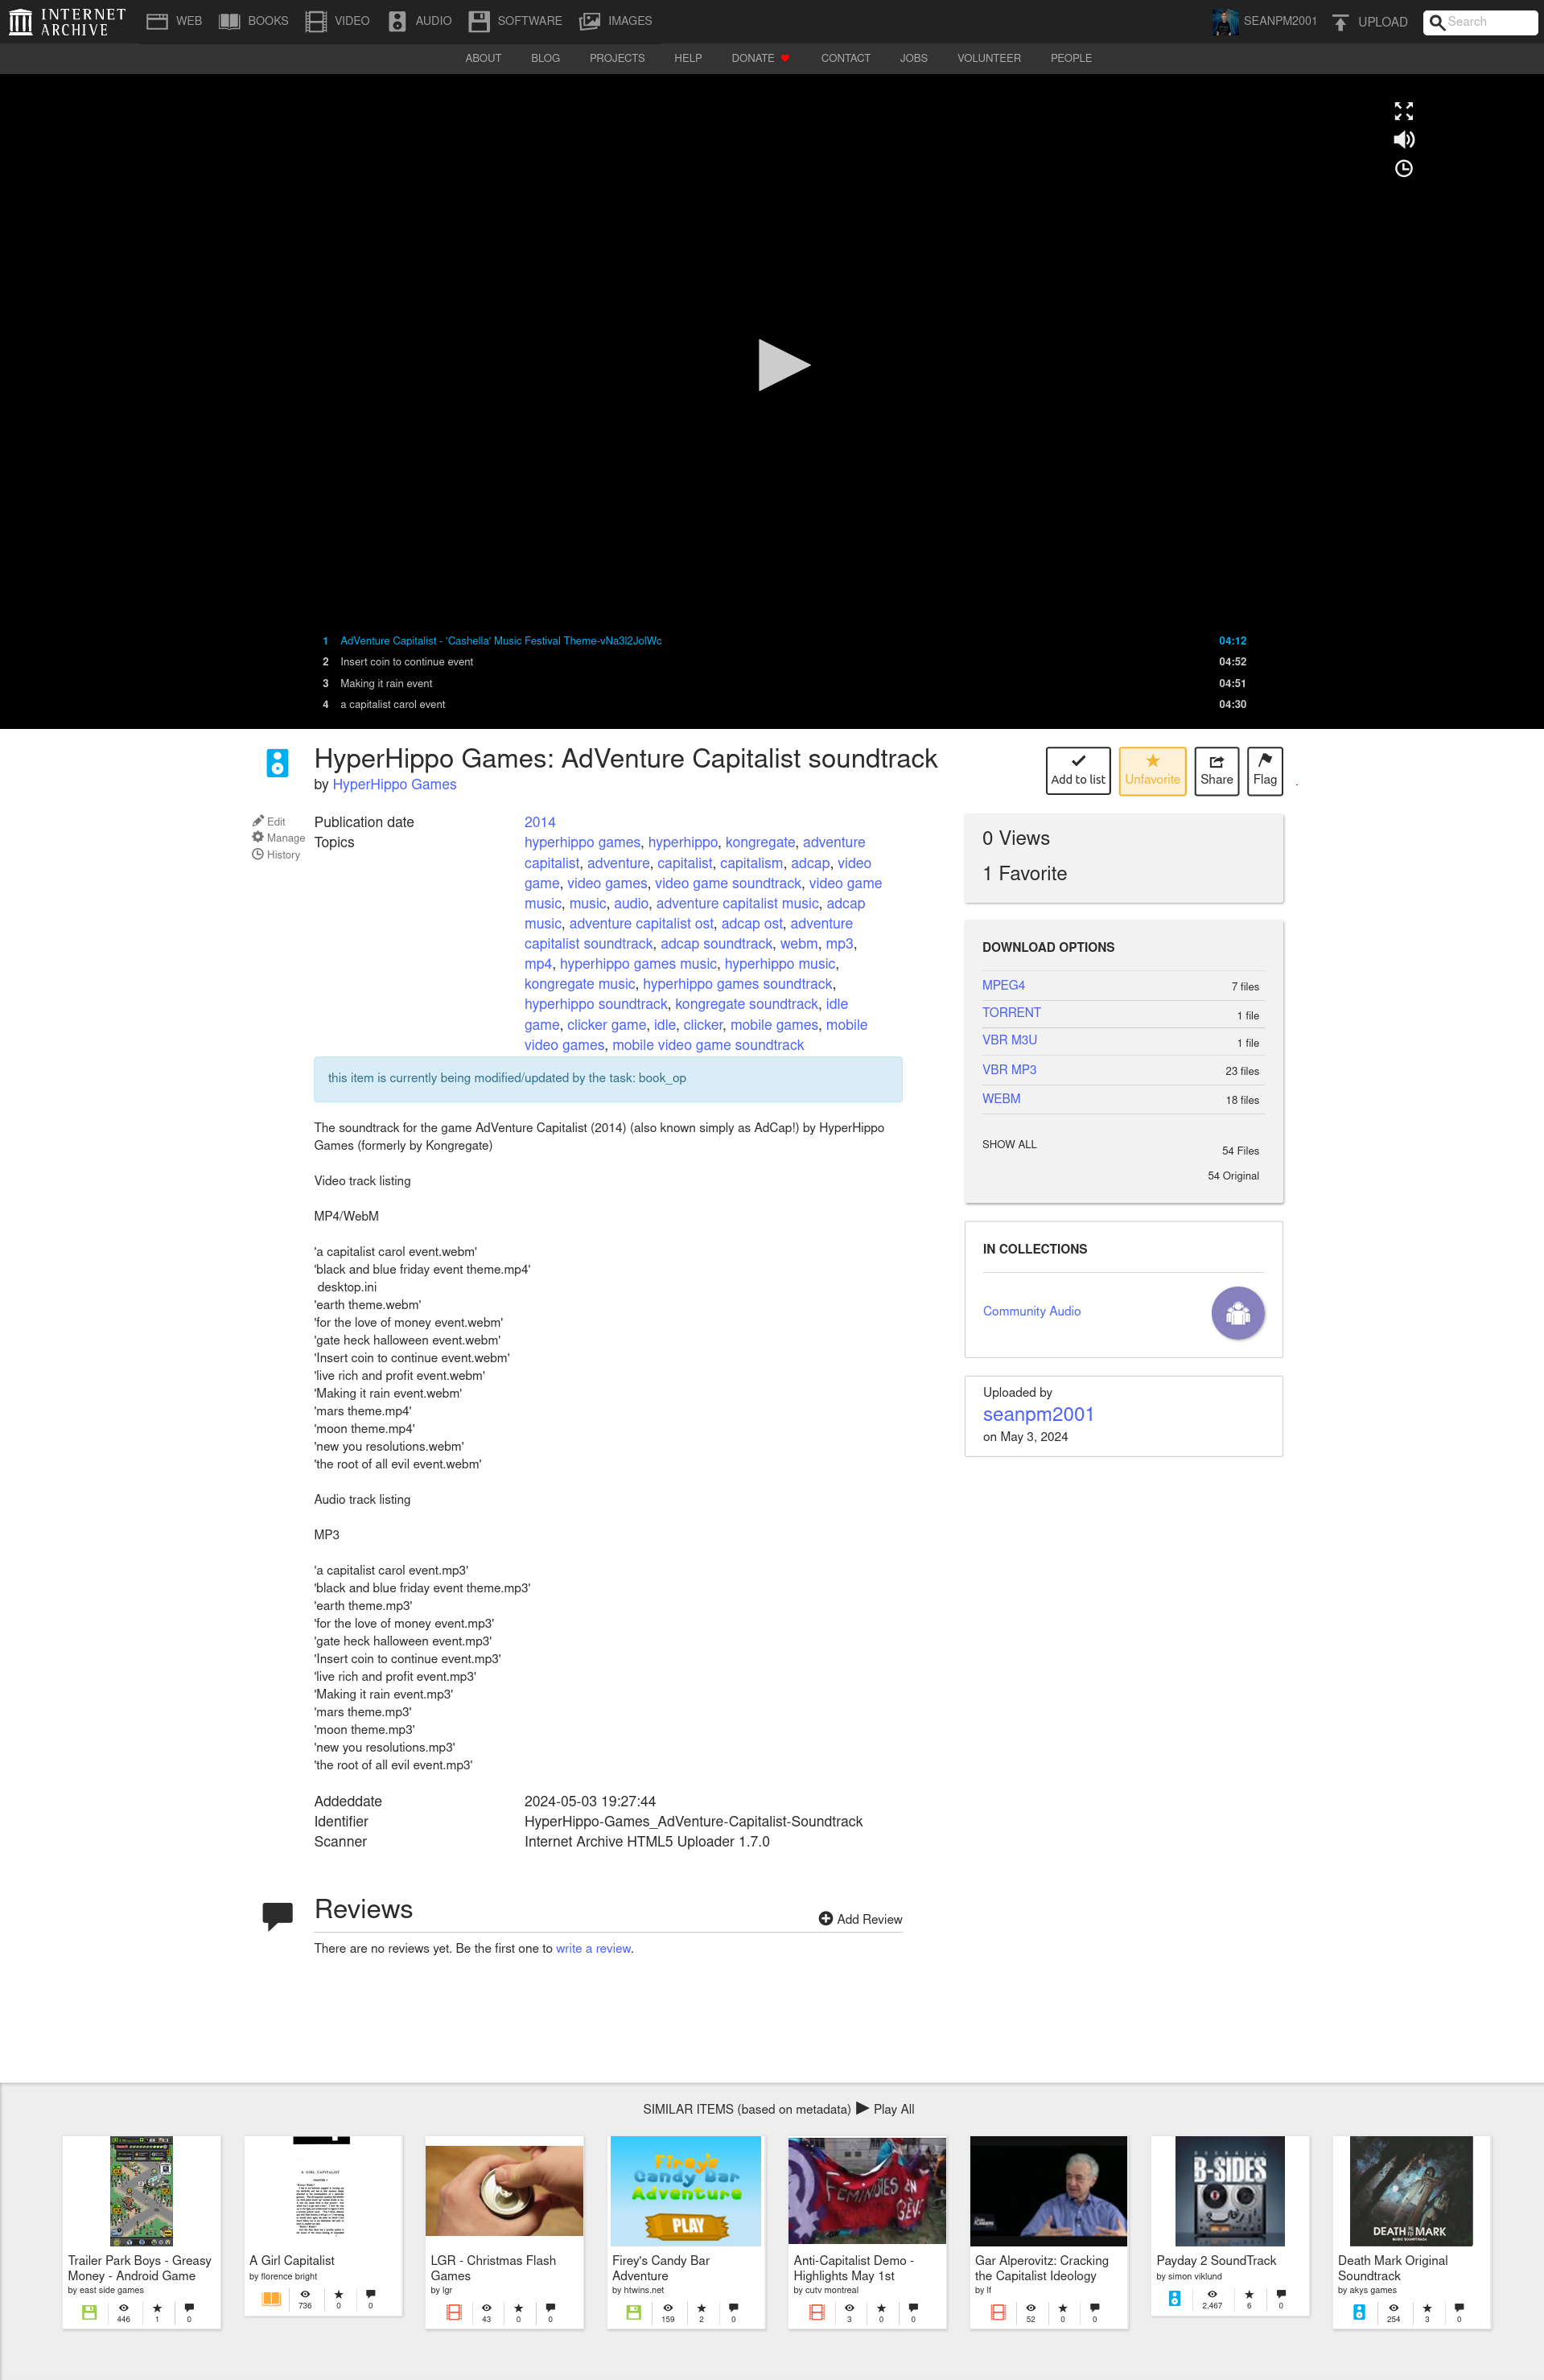 INTERNET ARCHIVE
WEB BOOKS VIDEO AUDIO SOFTWARE IMAGES SEANPM2001 UPLOAD Search
ABOUT BLOG PROJECTS HELP DONATE CONTACT JOBS VOLUNTEER PEOPLE
1 AdVenture Capitalist - 'Cashella' Music Festival Theme-vNa3l2JolWc 04:12
2 Insert coin to continue event 04:52
3 Making it rain event 04:51
4 a capitalist carol event 04:30
HyperHippo Games: AdVenture Capitalist soundtrack
by HyperHippo Games
Add to list Unfavorite Share Flag
Edit
Manage
History
Publication date 2014
Topics hyperhippo games, hyperhippo, kongregate, adventure
capitalist, adventure, capitalist, capitalism, adcap, video
game, video games, video game soundtrack, video game
music, music, audio, adventure capitalist music, adcap
music, adventure capitalist ost, adcap ost, adventure
capitalist soundtrack, adcap soundtrack, webm, mp3,
mp4, hyperhippo games music, hyperhippo music,
kongregate music, hyperhippo games soundtrack,
hyperhippo soundtrack, kongregate soundtrack, idle
game, clicker game, idle, clicker, mobile games, mobile
video games, mobile video game soundtrack
this item is currently being modified/updated by the task: book_op
The soundtrack for the game AdVenture Capitalist (2014) (also known simply as AdCap!) by HyperHippo
Games (formerly by Kongregate)
Video track listing
MP4/WebM
'a capitalist carol event.webm'
'black and blue friday event theme.mp4'
desktop.ini
'earth theme.webm'
'for the love of money event.webm'
'gate heck halloween event.webm'
'Insert coin to continue event.webm'
'live rich and profit event.webm'
'Making it rain event.webm'
'mars theme.mp4'
'moon theme.mp4'
'new you resolutions.webm'
'the root of all evil event.webm'
Audio track listing
MP3
'a capitalist carol event.mp3'
'black and blue friday event theme.mp3'
'earth theme.mp3'
'for the love of money event.mp3'
'gate heck halloween event.mp3'
'Insert coin to continue event.mp3'
'live rich and profit event.mp3'
'Making it rain event.mp3'
'mars theme.mp3'
'moon theme.mp3'
'new you resolutions.mp3'
'the root of all evil event.mp3'
Addeddate 2024-05-03 19:27:44
Identifier HyperHippo-Games_AdVenture-Capitalist-Soundtrack
Scanner Internet Archive HTML5 Uploader 1.7.0
0 Views
1 Favorite
DOWNLOAD OPTIONS
MPEG4 7 files
TORRENT 1 file
VBR M3U 1 file
VBR MP3 23 files
WEBM 18 files
SHOW ALL 54 Files
54 Original
IN COLLECTIONS
Community Audio
Uploaded by
seanpm2001
on May 3, 2024
Reviews
Add Review
There are no reviews yet. Be the first one to write a review.
SIMILAR ITEMS (based on metadata) Play All
Trailer Park Boys - Greasy
Money - Android Game
by east side games
446 1 0
A GIRL CAPITALIST
A Girl Capitalist
by florence bright
736 0 0
LGR - Christmas Flash
Games
by lgr
43 0 0
Firey's
Candy Bar
Adventure
PLAY
Firey's Candy Bar
Adventure
by htwins.net
159 2 0
Anti-Capitalist Demo -
Highlights May 1st
by cutv montreal
3 0 0
Gar Alperovitz: Cracking
the Capitalist Ideology
by lf
52 0 0
B-SIDES
Payday 2 SoundTrack
by simon viklund
2,467 6 0
DEATH MARK
Death Mark Original
Soundtrack
by akys games
254 3 0